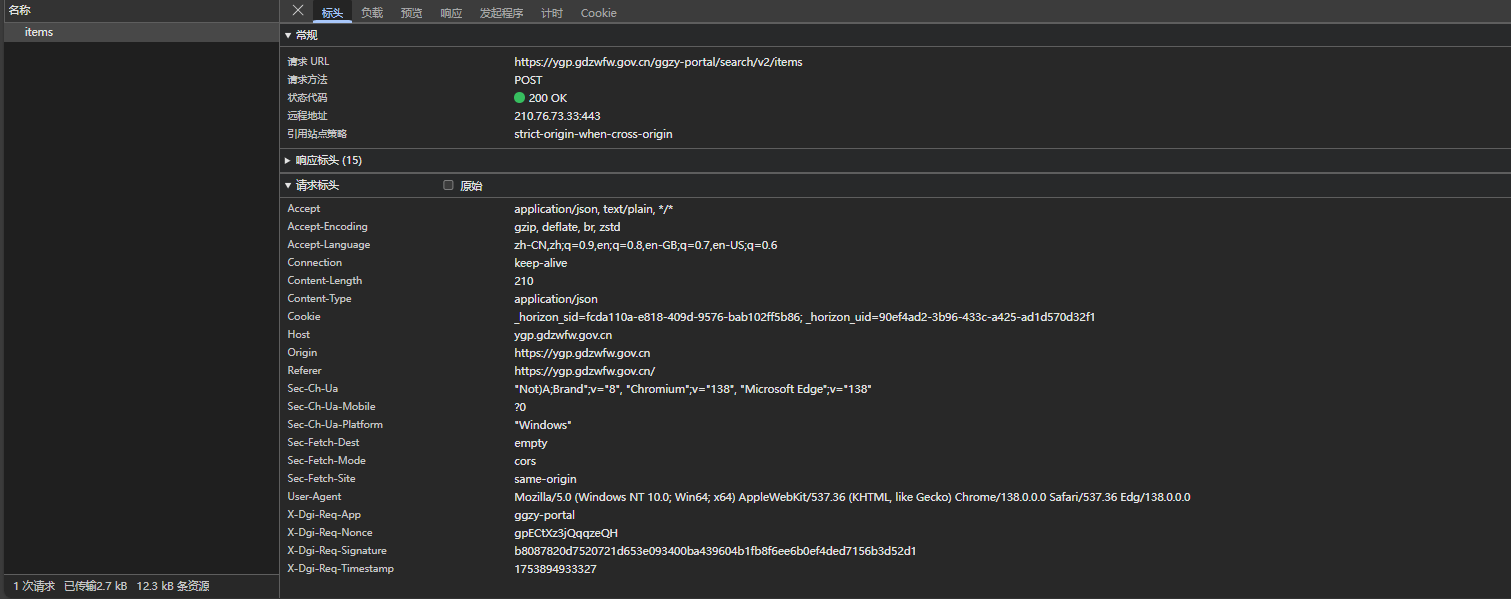 名称
items
标头 负载 预览 响应 发起程序 计时 Cookie
常规
请求 URL https://ygp.gdzwfw.gov.cn/ggzy-portal/search/v2/items
请求方法 POST
状态代码 200 OK
远程地址 210.76.73.33:443
引用站点策略 strict-origin-when-cross-origin
响应标头 (15)
请求标头 原始
Accept application/json, text/plain, */*
Accept-Encoding gzip, deflate, br, zstd
Accept-Language zh-CN,zh;q=0.9,en;q=0.8,en-GB;q=0.7,en-US;q=0.6
Connection keep-alive
Content-Length 210
Content-Type application/json
Cookie _horizon_sid=fcda110a-e818-409d-9576-bab102ff5b86; _horizon_uid=90ef4ad2-3b96-433c-a425-ad1d570d32f1
Host ygp.gdzwfw.gov.cn
Origin https://ygp.gdzwfw.gov.cn
Referer https://ygp.gdzwfw.gov.cn/
Sec-Ch-Ua "Not)A;Brand";v="8", "Chromium";v="138", "Microsoft Edge";v="138"
Sec-Ch-Ua-Mobile ?0
Sec-Ch-Ua-Platform "Windows"
Sec-Fetch-Dest empty
Sec-Fetch-Mode cors
Sec-Fetch-Site same-origin
User-Agent Mozilla/5.0 (Windows NT 10.0; Win64; x64) AppleWebKit/537.36 (KHTML, like Gecko) Chrome/138.0.0.0 Safari/537.36 Edg/138.0.0.0
X-Dgi-Req-App ggzy-portal
X-Dgi-Req-Nonce gpECtXz3jQqqzeQH
X-Dgi-Req-Signature b8087820d7520721d653e093400ba439604b1fb8f6ee6b0ef4ded7156b3d52d1
X-Dgi-Req-Timestamp 1753894933327
1 次请求 已传输2.7 kB 12.3 kB 条资源